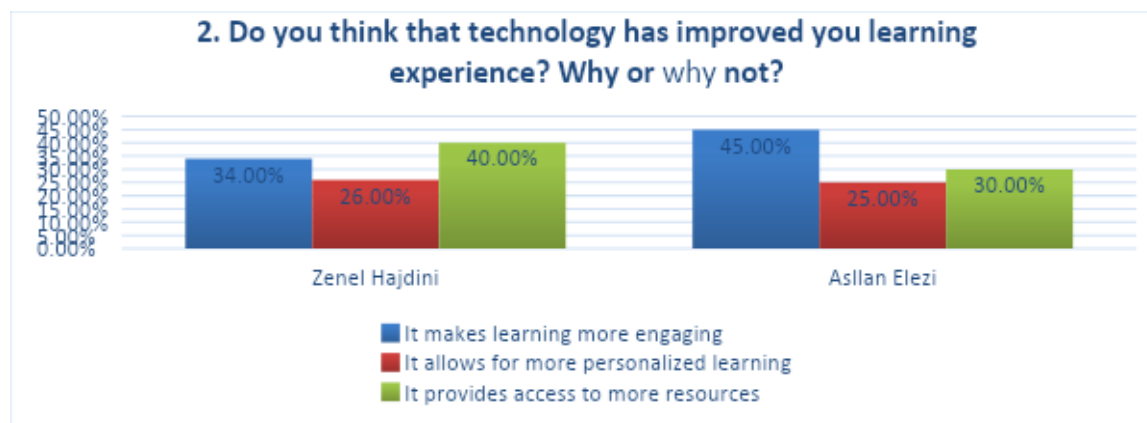 2. Do you think that technology has improved you learning
experience? Why or why not?
50.00%
45.00%
40.00%
35.00%
30.00%
25.00%
20.00%
15.00%
10.00%
5.00%
0.00%
34.00%
26.00%
40.00%
45.00%
25.00%
30.00%
Zenel Hajdini
Asllan Elezi
It makes learning more engaging
It allows for more personalized learning
It provides access to more resources